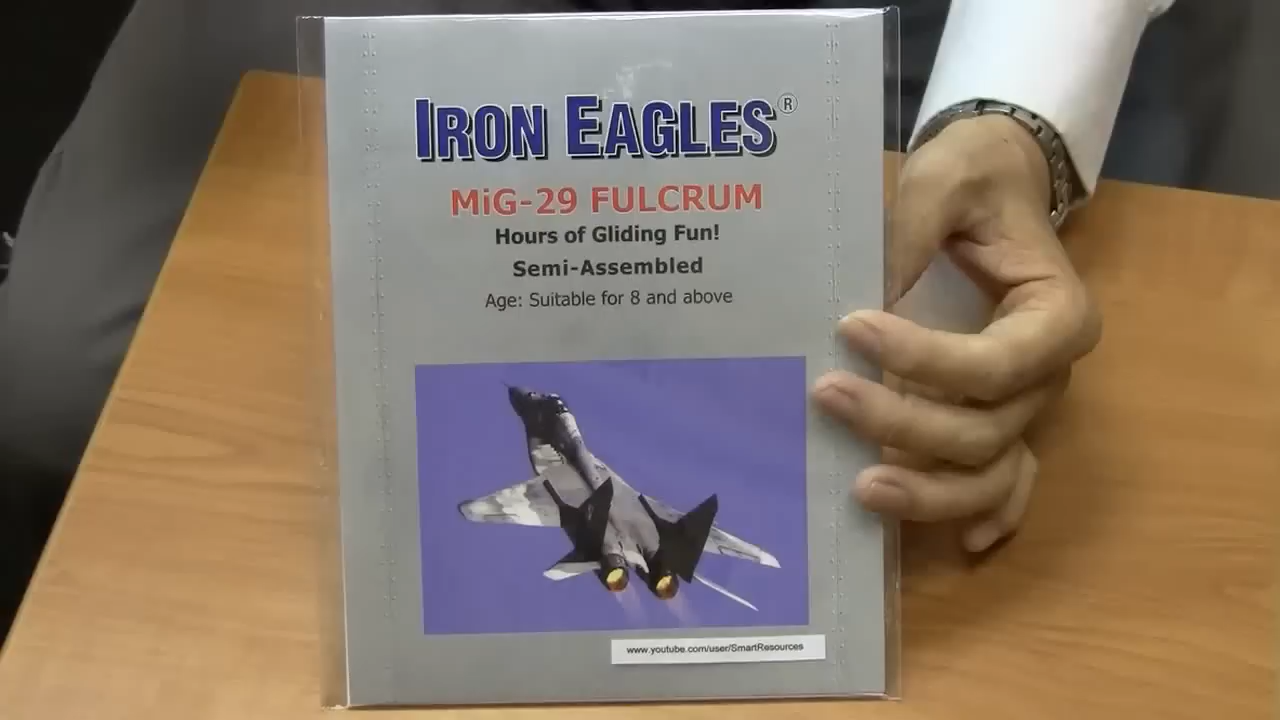 IRON EAGLES®
MiG-29 FULCRUM
Hours of Gliding Fun!
Semi-Assembled
Age: Suitable for 8 and above
www.youtube.com/user/SmartResources